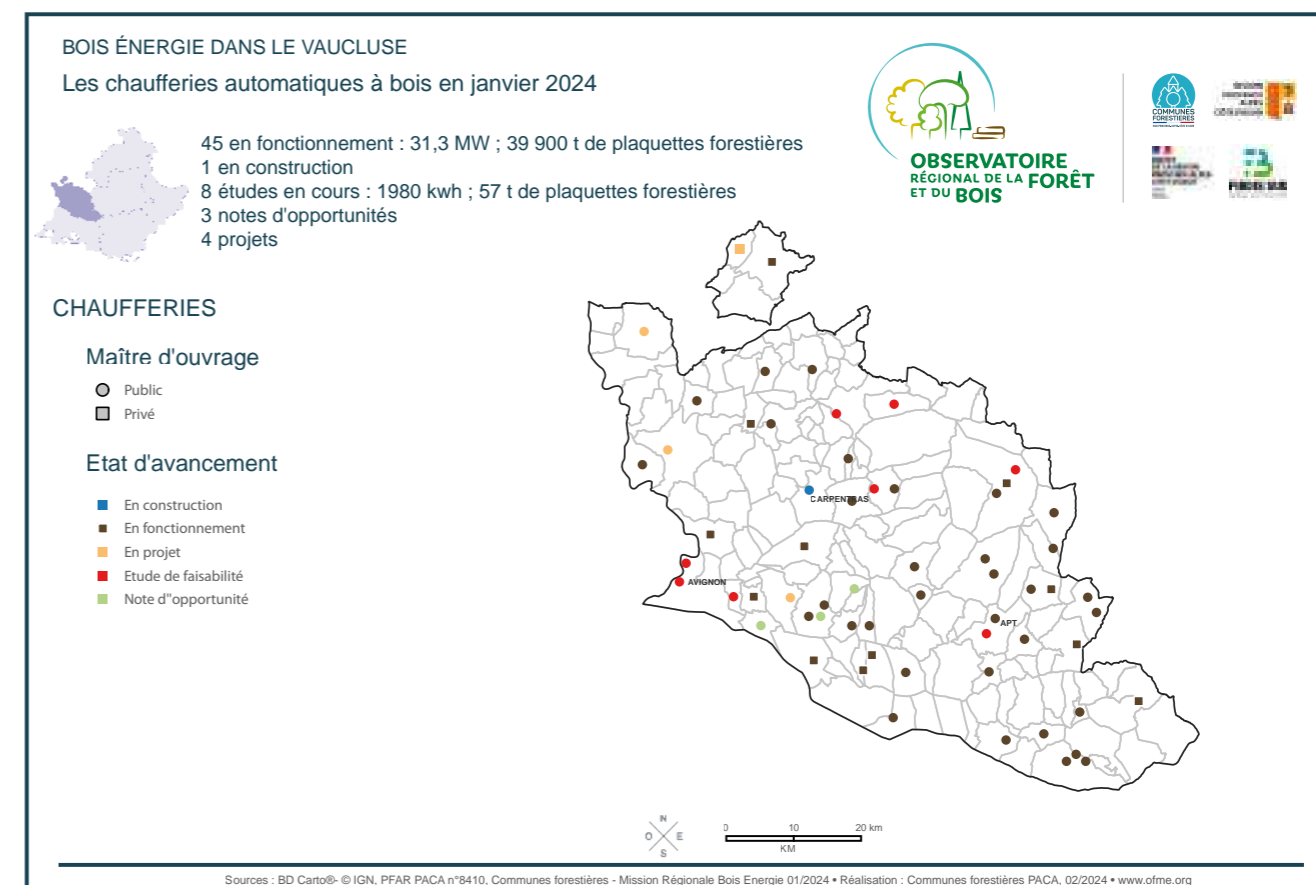 BOIS ÉNERGIE DANS LE VAUCLUSE
Les chaufferies automatiques à bois en janvier 2024
45 en fonctionnement : 31,3 MW ; 39 900 t de plaquettes forestières
1 en construction
8 études en cours : 1980 kwh ; 57 t de plaquettes forestières
3 notes d'opportunités
4 projets
OBSERVATOIRE
RÉGIONAL DE LA FORÊT
ET DU BOIS
COMMUNES
FORESTIERES
CHAUFFERIES
Maître d'ouvrage
Public
Privé
Etat d'avancement
En construction
En fonctionnement
En projet
Etude de faisabilité
Note d"opportunité
CARPENTRAS
AVIGNON
APT
N
O E
S
0 10 20 km
KM
Sources : BD Carto®- © IGN, PFAR PACA n°8410, Communes forestières - Mission Régionale Bois Energie 01/2024 • Réalisation : Communes forestières PACA, 02/2024 • www.ofme.org